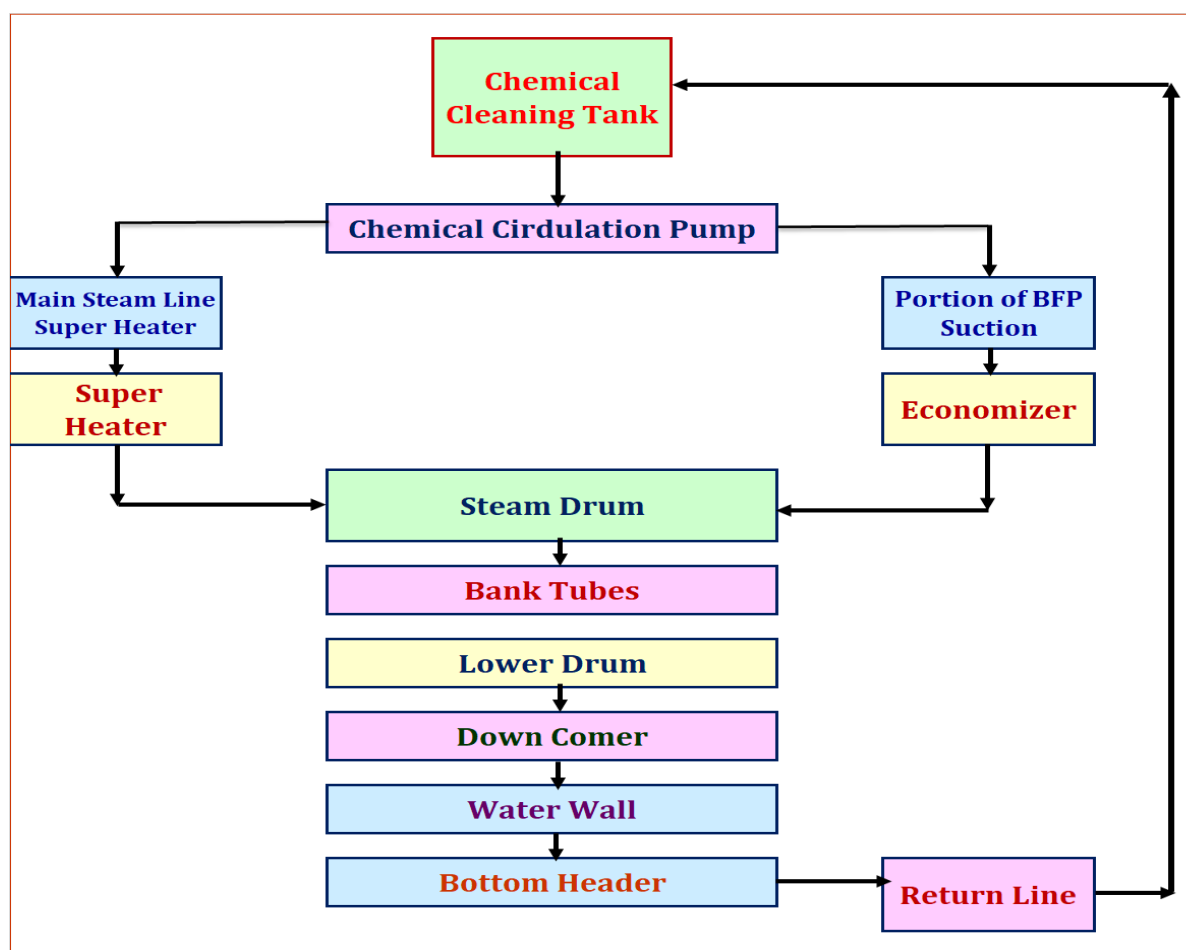 Chemical
Cleaning Tank
Chemical Cirdulation Pump
Main Steam Line
Super Heater
Portion of BFP
Suction
Super
Heater
Economizer
Steam Drum
Bank Tubes
Lower Drum
Down Comer
Water Wall
Bottom Header
Return Line